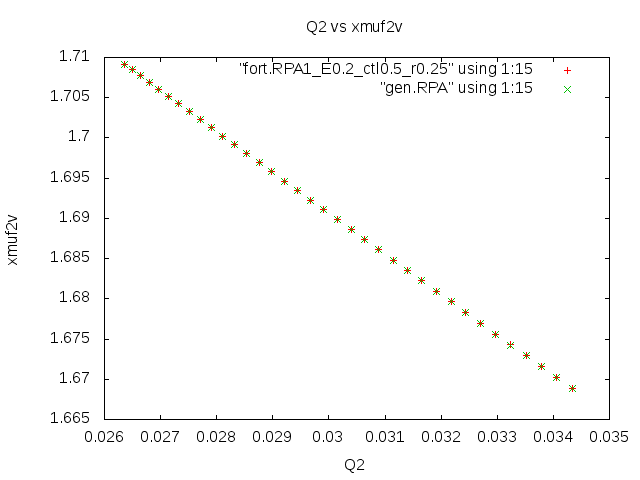 Q2 vs xmuf2v
"fort.RPA1_E0.2_ctl0.5_r0.25" using 1:15
"gen.RPA" using 1:15
xmuf2v
1.71
1.705
1.7
1.695
1.69
1.685
1.68
1.675
1.67
1.665
0.026 0.027 0.028 0.029 0.03 0.031 0.032 0.033 0.034 0.035
Q2